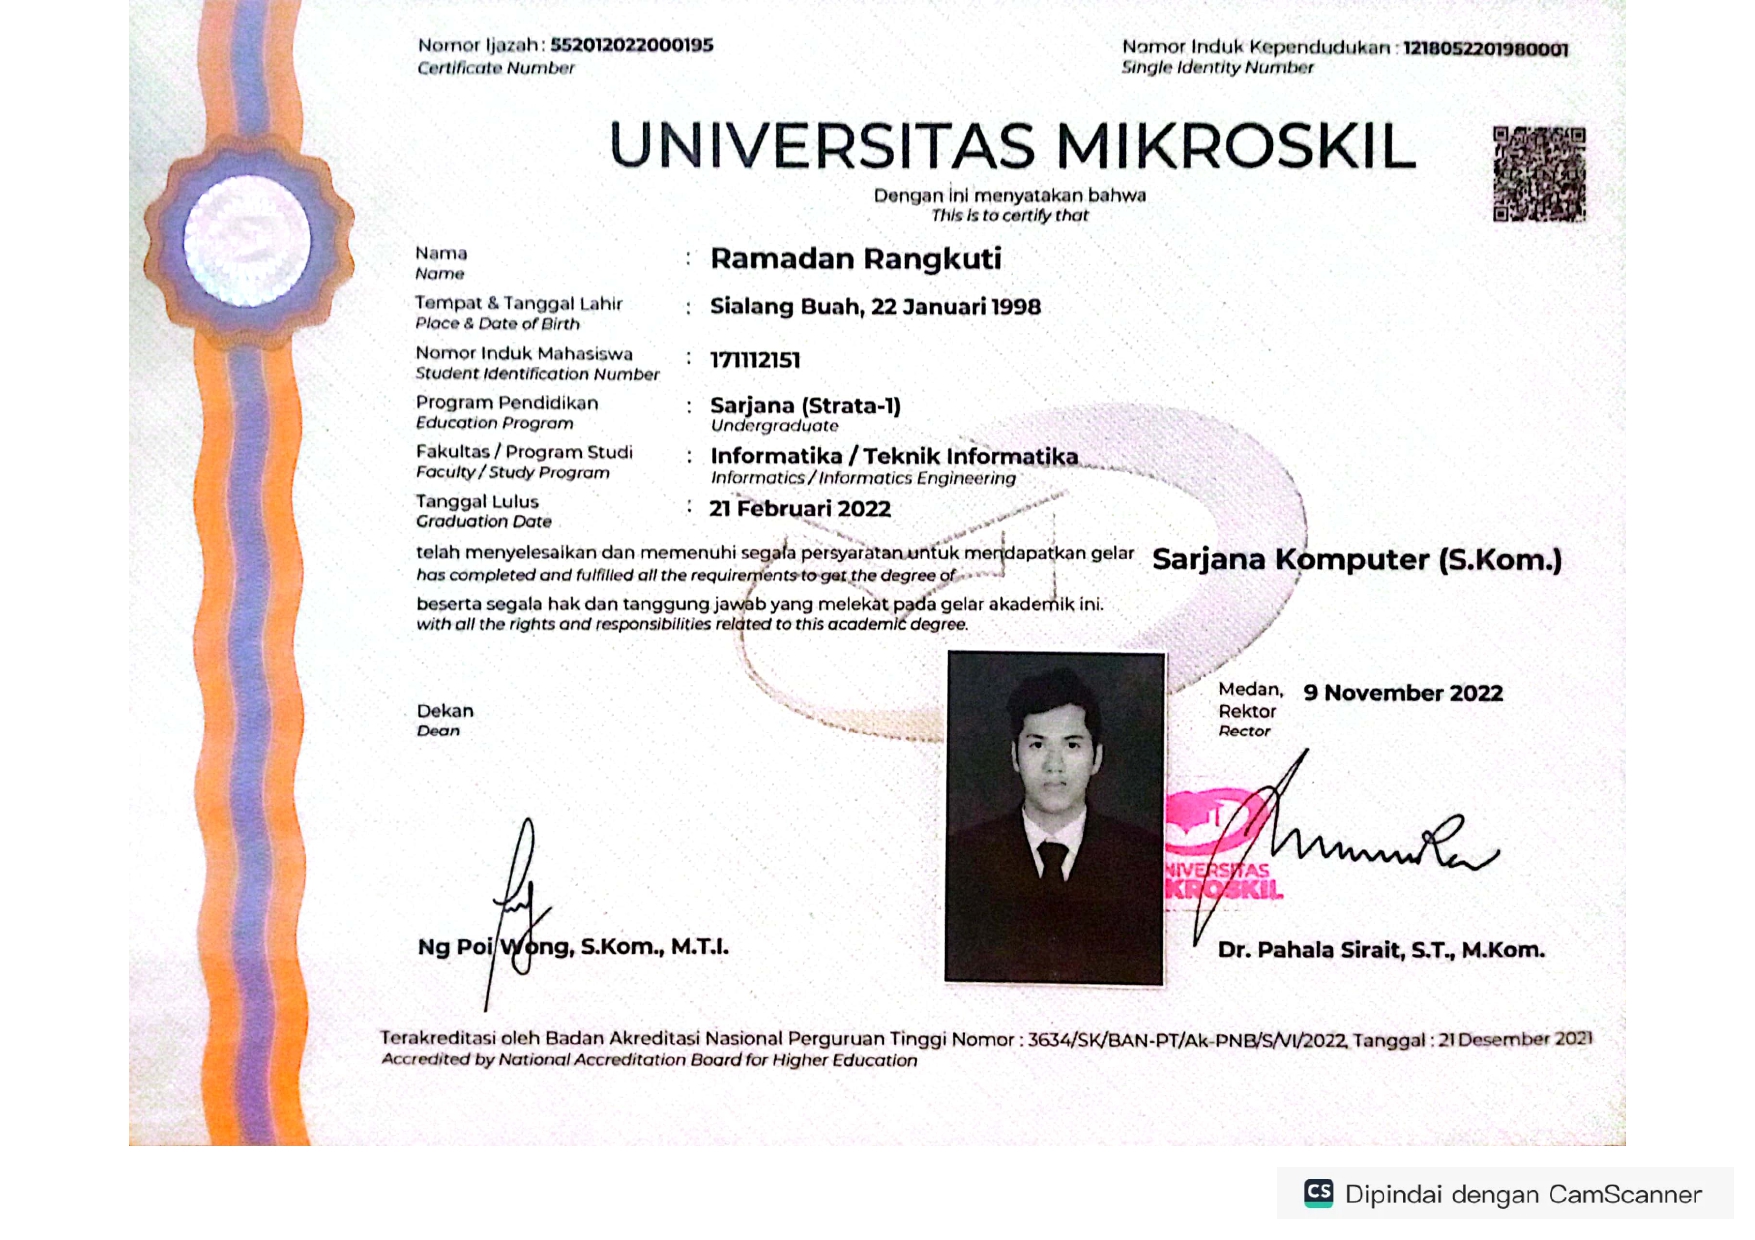 Nomor Ijazah : 552012022000195
Certificate Number
Nomor Induk Kependudukan : 1218052201980001
Single Identity Number
UNIVERSITAS MIKROSKIL
Dengan ini menyatakan bahwa
This is to certify that
Nama : Ramadan Rangkuti
Name
Tempat & Tanggal Lahir : Sialang Buah, 22 Januari 1998
Place & Date of Birth
Nomor Induk Mahasiswa : 171112151
Student Identification Number
Program Pendidikan : Sarjana (Strata-1)
Education Program Undergraduate
Fakultas / Program Studi : Informatika / Teknik Informatika
Faculty / Study Program Informatics / Informatics Engineering
Tanggal Lulus : 21 Februari 2022
Graduation Date
telah menyelesaikan dan memenuhi segala persyaratan untuk mendapatkan gelar Sarjana Komputer (S.Kom.)
has completed and fulfilled all the requirements to get the degree of
beserta segala hak dan tanggung jawab yang melekat pada gelar akademik ini.
with all the rights and responsibilities related to this academic degree.
Medan, 9 November 2022
Dekan Rektor
Dean Rector
NIVERSITAS
KROSKIL
Ng Poi Wong, S.Kom., M.T.I.
Dr. Pahala Sirait, S.T., M.Kom.
Terakreditasi oleh Badan Akreditasi Nasional Perguruan Tinggi Nomor : 3634/SK/BAN-PT/Ak-PNB/S/VI/2022, Tanggal : 21 Desember 2021
Accredited by National Accreditation Board for Higher Education
CS Dipindai dengan CamScanner